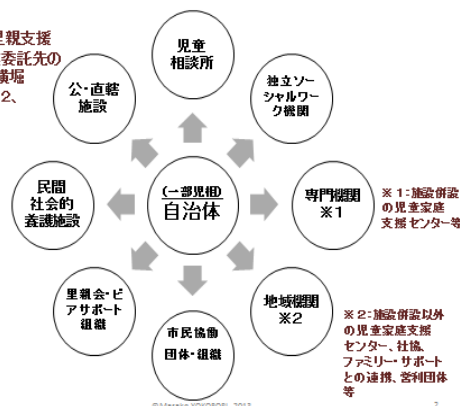 里親支援
委託先の
横堀
2、
児童
相談所
公・直轄
施設
独立ソー
シャルワー
ク機関
民間
社会的
養護施設
(一部児相)
自治体
専門機関
※1
※1:施設併設
の児童家庭
支援センター等
里親会・ピ
アサポート
組織
市民協働
団体・組織
地域機関
※2
※2:施設併設以外
の児童家庭支援
センター、社協、
ファミリー・サポート
との連携、営利団体
等
2